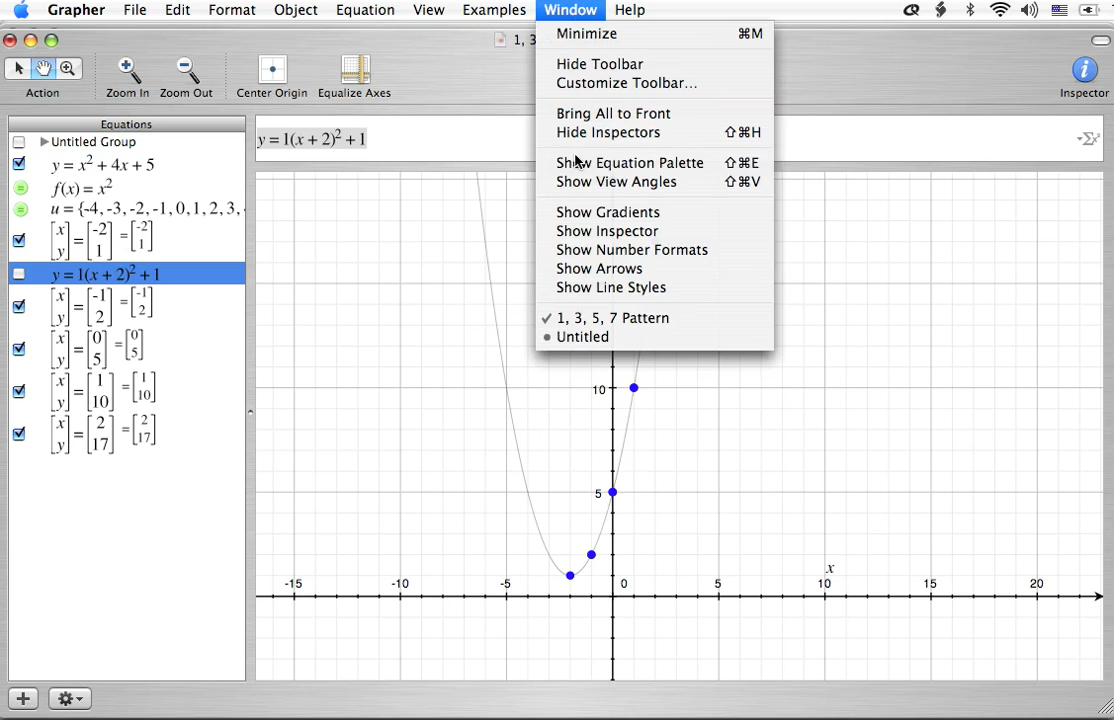 Grapher File Edit Format Object Equation View Examples Window Help
1, 3
Minimize ⌘M
Hide Toolbar
Customize Toolbar...
Bring All to Front
Hide Inspectors ⇧⌘H
Show Equation Palette ⇧⌘E
Show View Angles ⇧⌘V
Show Gradients
Show Inspector
Show Number Formats
Show Arrows
Show Line Styles
✓ 1, 3, 5, 7 Pattern
• Untitled
Action Zoom In Zoom Out Center Origin Equalize Axes Inspector
y = 1(x + 2)² + 1
Equations
Untitled Group
y = x² + 4x + 5
f(x) = x²
u = {-4, -3, -2, -1, 0, 1, 2, 3,
[x y] = [-2 1] = [-2 1]
y = 1(x + 2)² + 1
[x y] = [-1 2] = [-1 2]
[x y] = [0 5] = [0 5]
[x y] = [1 10] = [1 10]
[x y] = [2 17] = [2 17]
10
5
x
-15 -10 -5 0 5 10 15 20